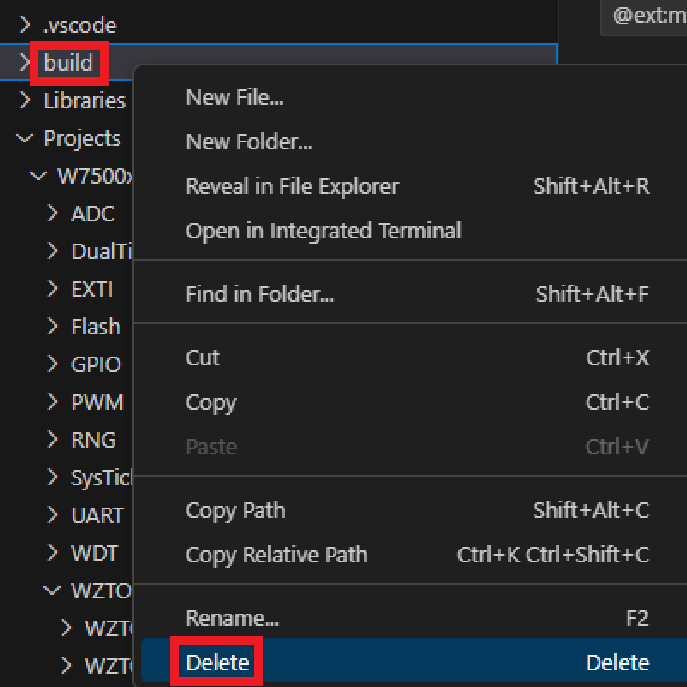 .vscode
@ext:m
build
Libraries
Projects
W7500x
ADC
DualTi
EXTI
Flash
GPIO
PWM
RNG
SysTick
UART
WDT
WZTO
WZT
WZT
New File...
New Folder...
Reveal in File Explorer Shift+Alt+R
Open in Integrated Terminal
Find in Folder... Shift+Alt+F
Cut Ctrl+X
Copy Ctrl+C
Paste Ctrl+V
Copy Path Shift+Alt+C
Copy Relative Path Ctrl+K Ctrl+Shift+C
Rename... F2
Delete Delete